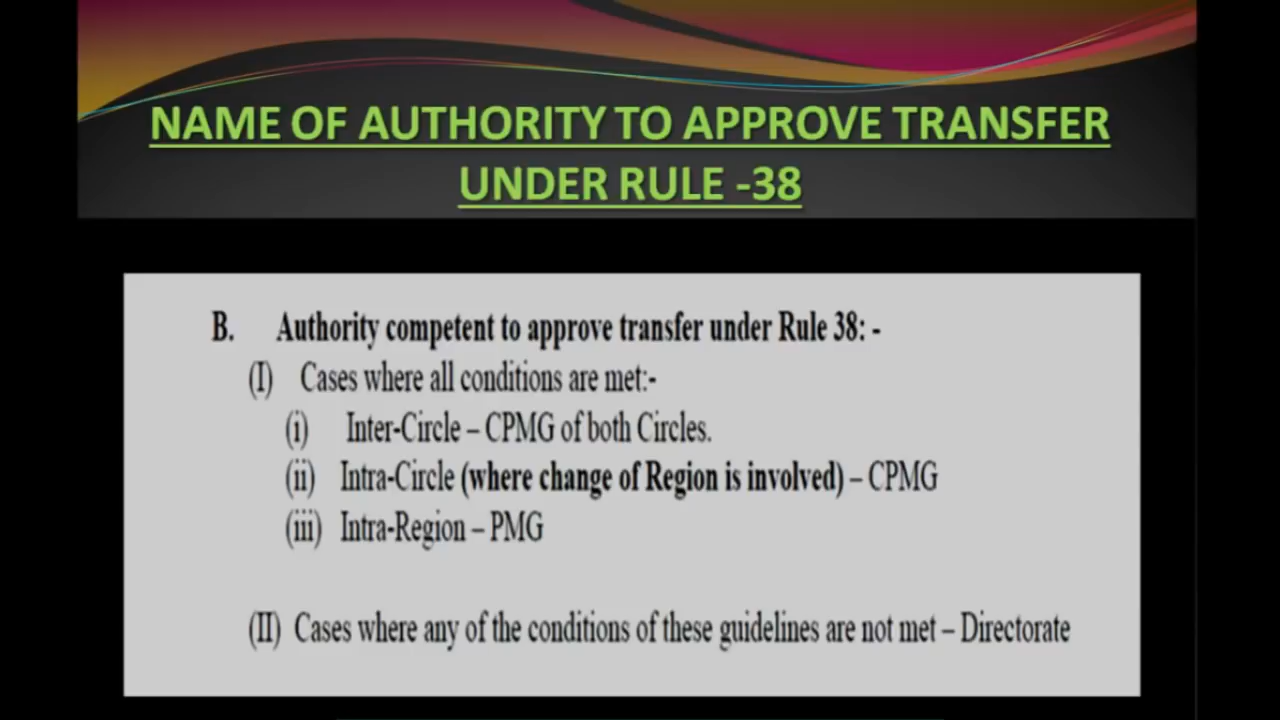 NAME OF AUTHORITY TO APPROVE TRANSFER
UNDER RULE -38
B. Authority competent to approve transfer under Rule 38: -
(I) Cases where all conditions are met:-
(i) Inter-Circle – CPMG of both Circles.
(ii) Intra-Circle (where change of Region is involved) – CPMG
(iii) Intra-Region – PMG
(II) Cases where any of the conditions of these guidelines are not met – Directorate